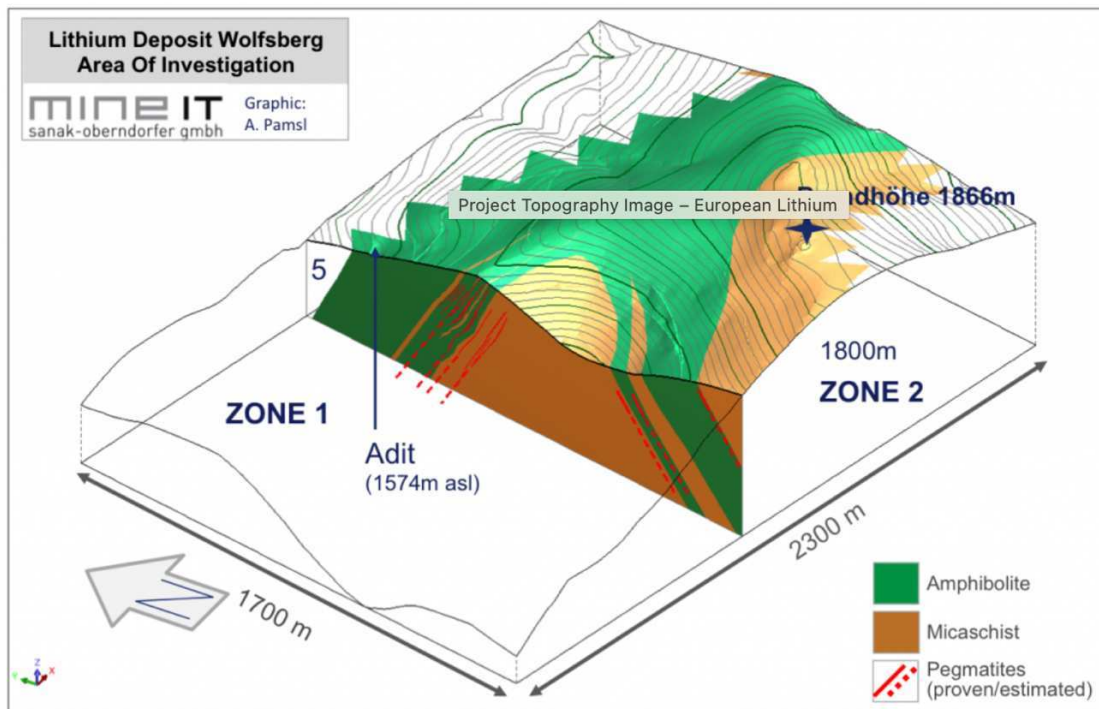 Lithium Deposit Wolfsberg
Area Of Investigation
mine IT
sanak-oberndorfer gmbh
Graphic:
A. Pamsl
Project Topography Image – European Lithium
1866m
5
1800m
ZONE 1
ZONE 2
Adit
(1574m asl)
2300 m
1700 m
N
Amphibolite
Micaschist
Pegmatites
(proven/estimated)
Z
Y
X